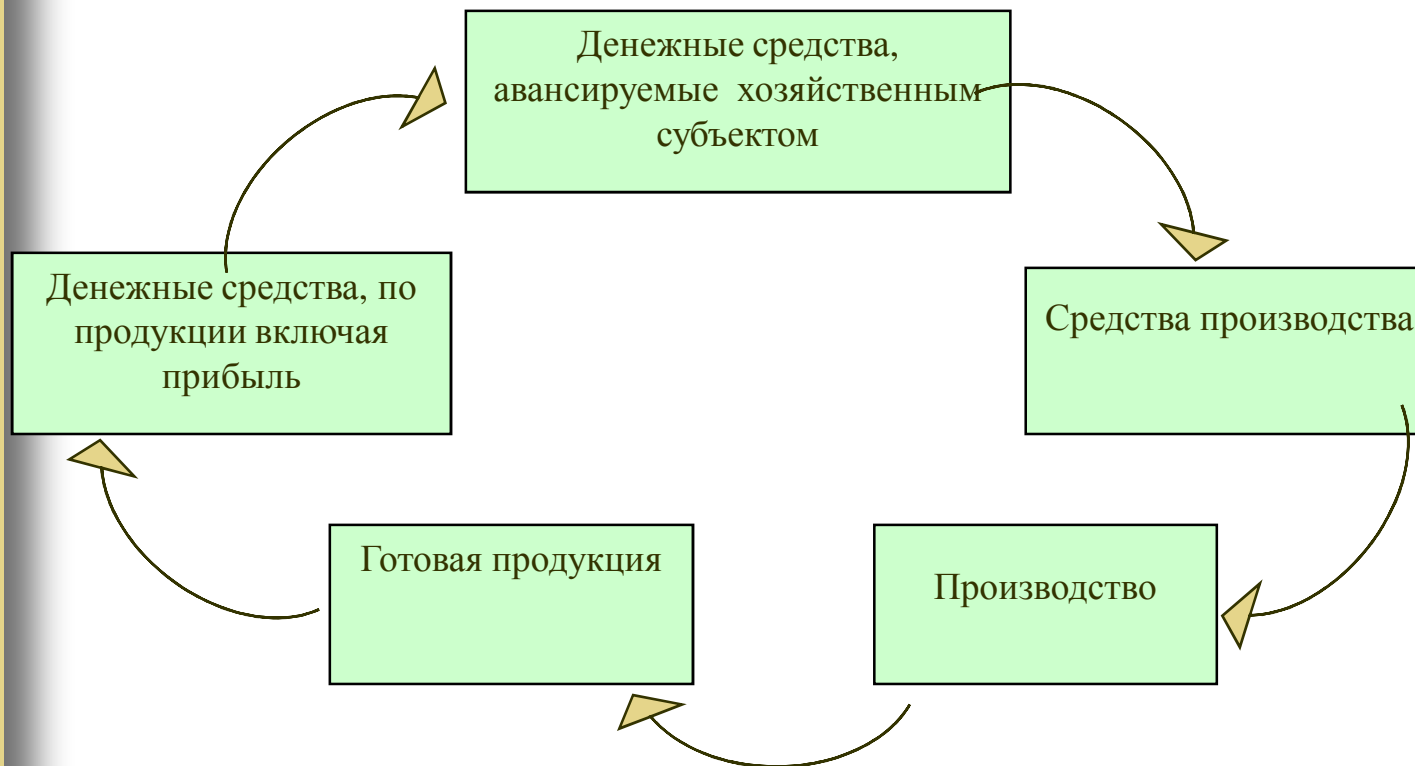 Денежные средства,
авансируемые хозяйственным
субъектом
Денежные средства, по
продукции включая
прибыль
Средства производства
Готовая продукция
Производство